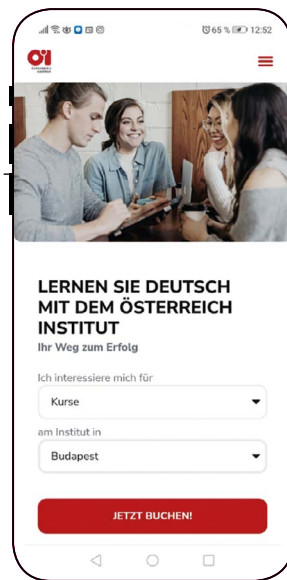 65 % 12:52
ÖI
LERNEN SIE DEUTSCH
MIT DEM ÖSTERREICH
INSTITUT
Ihr Weg zum Erfolg
Ich interessiere mich für
Kurse
am Institut in
Budapest
JETZT BUCHEN!